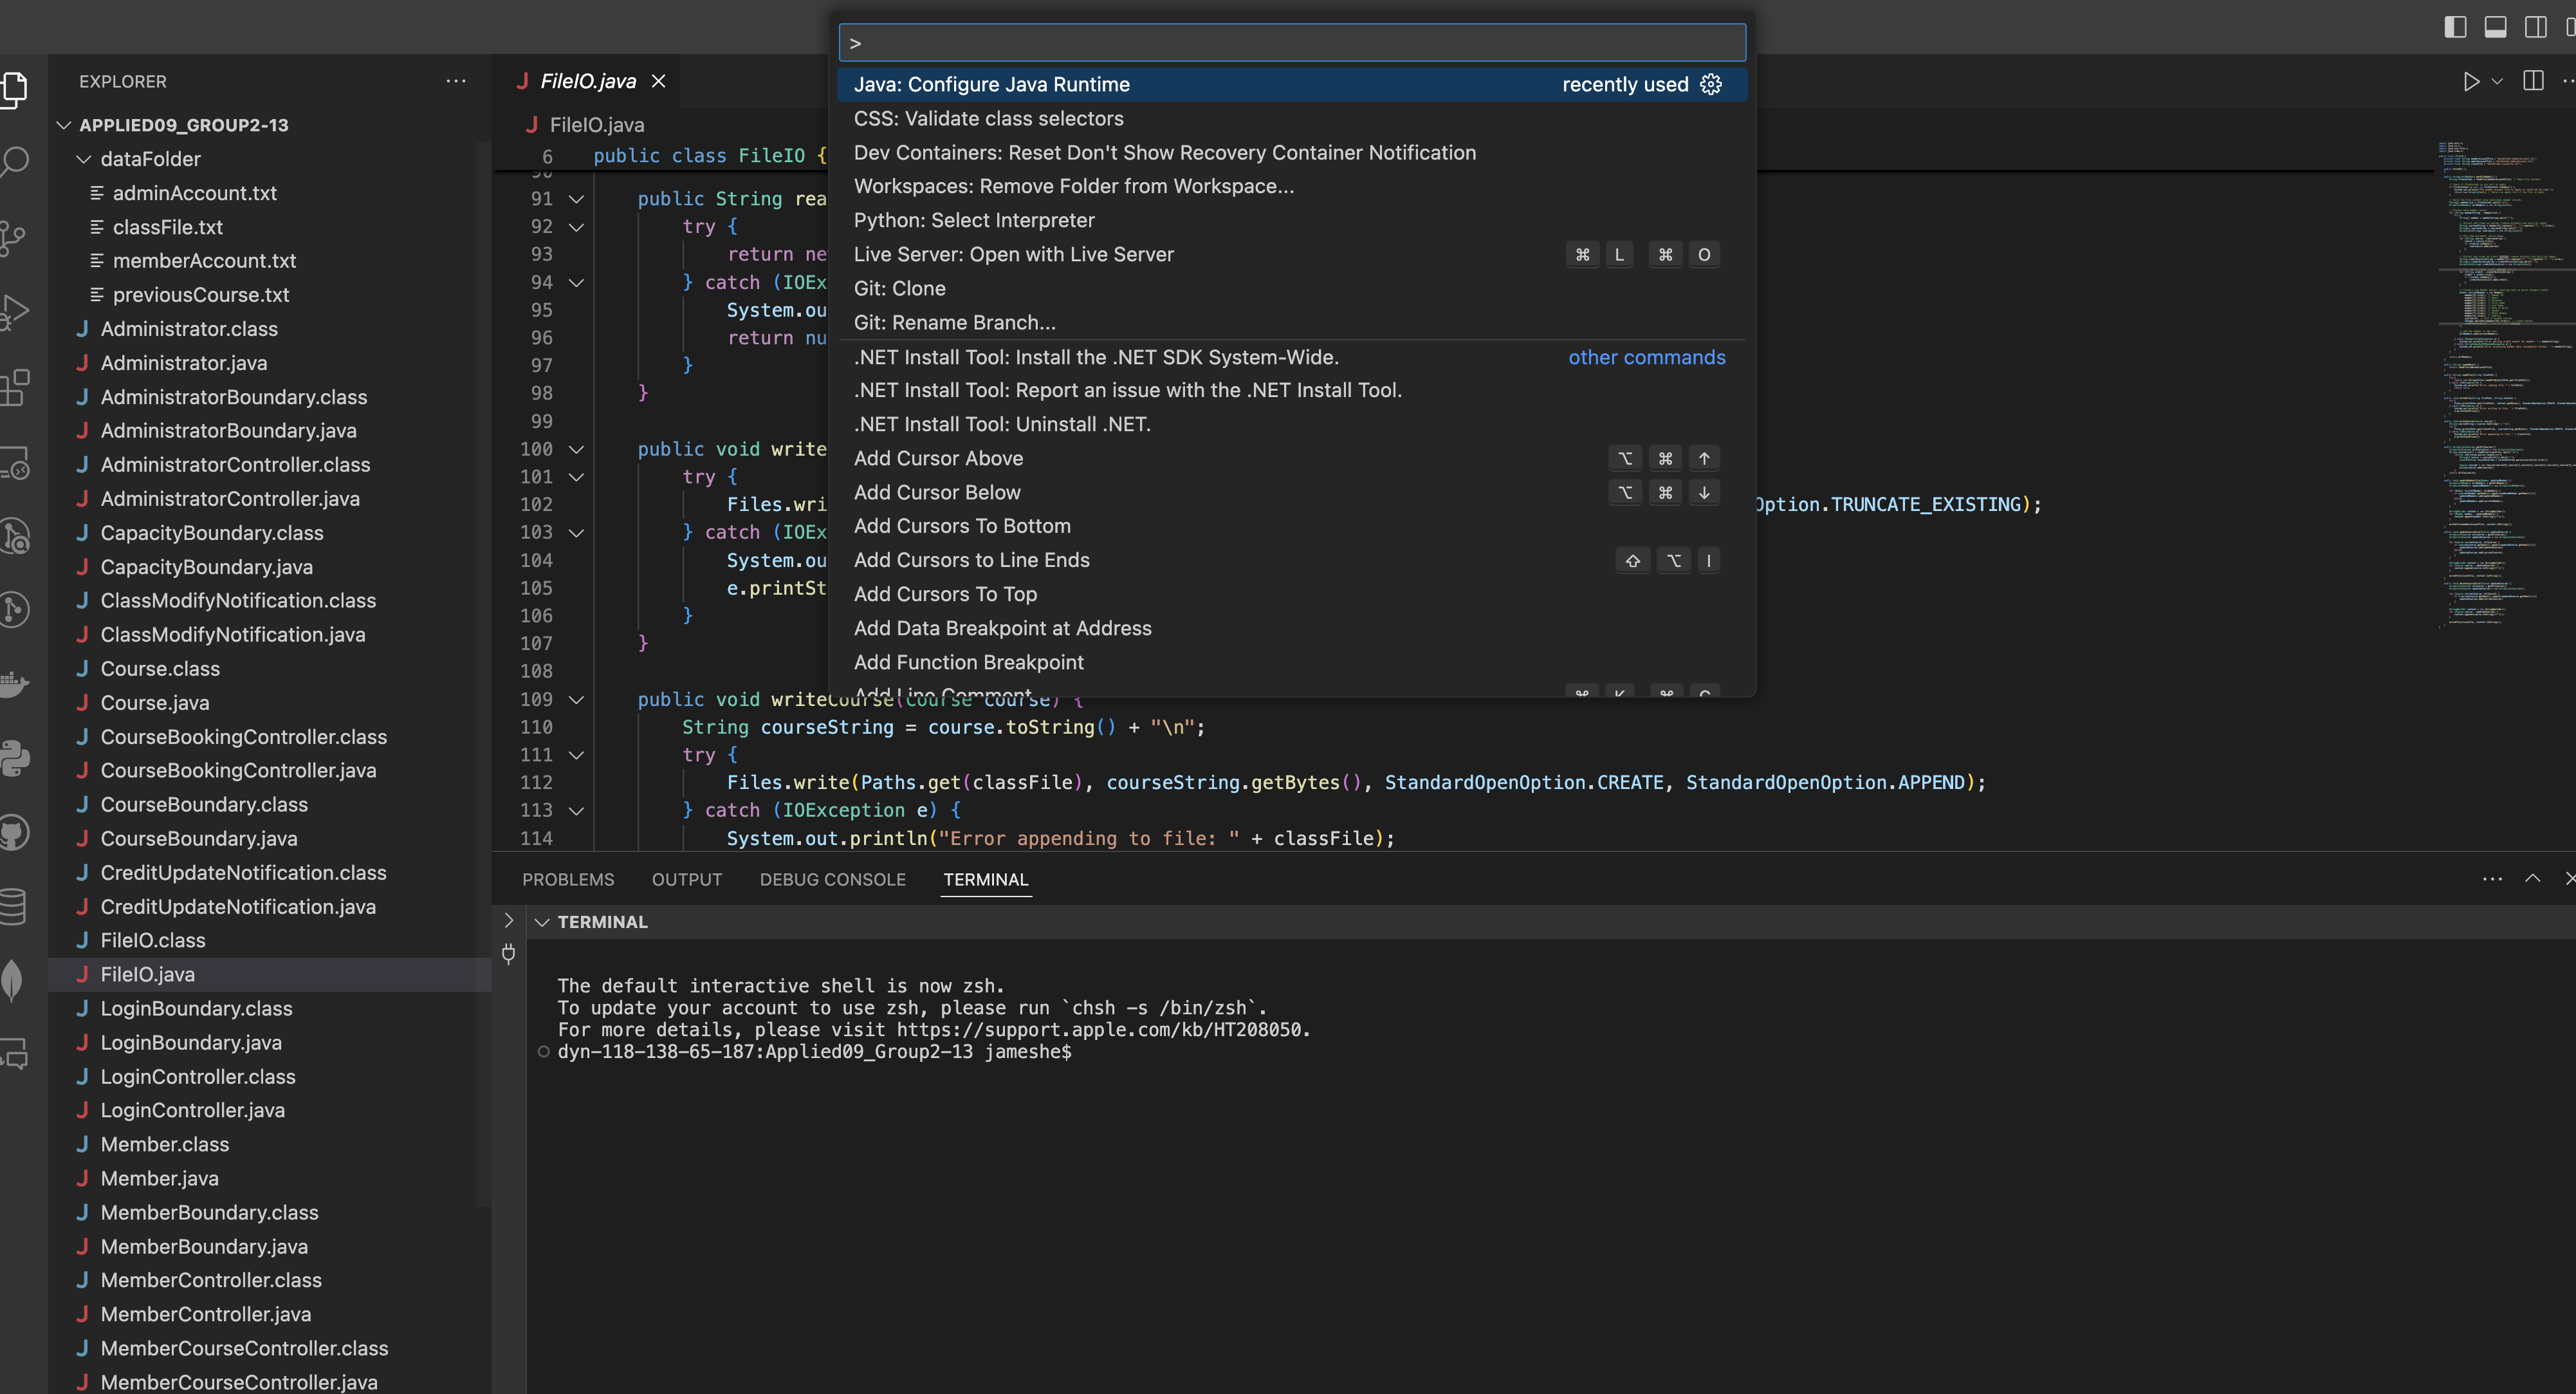 >
Java: Configure Java Runtime recently used
CSS: Validate class selectors
Dev Containers: Reset Don't Show Recovery Container Notification
Workspaces: Remove Folder from Workspace...
Python: Select Interpreter
Live Server: Open with Live Server ⌘ L ⌘ O
Git: Clone
Git: Rename Branch...
.NET Install Tool: Install the .NET SDK System-Wide. other commands
.NET Install Tool: Report an issue with the .NET Install Tool.
.NET Install Tool: Uninstall .NET.
Add Cursor Above ⌥ ⌘ ↑
Add Cursor Below ⌥ ⌘ ↓
Add Cursors To Bottom
Add Cursors to Line Ends ⇧ ⌥ I
Add Cursors To Top
Add Data Breakpoint at Address
Add Function Breakpoint
Add Line Comment ⌘ K ⌘ C
EXPLORER
APPLIED09_GROUP2-13
dataFolder
adminAccount.txt
classFile.txt
memberAccount.txt
previousCourse.txt
Administrator.class
Administrator.java
AdministratorBoundary.class
AdministratorBoundary.java
AdministratorController.class
AdministratorController.java
CapacityBoundary.class
CapacityBoundary.java
ClassModifyNotification.class
ClassModifyNotification.java
Course.class
Course.java
CourseBookingController.class
CourseBookingController.java
CourseBoundary.class
CourseBoundary.java
CreditUpdateNotification.class
CreditUpdateNotification.java
FileIO.class
FileIO.java
LoginBoundary.class
LoginBoundary.java
LoginController.class
LoginController.java
Member.class
Member.java
MemberBoundary.class
MemberBoundary.java
MemberController.class
MemberController.java
MemberCourseController.class
MemberCourseController.java
FileIO.java
FileIO.java
6 public class FileIO {
90
91 public String rea
92 try {
93 return ne
94 } catch (IOEx
95 System.ou
96 return nu
97 }
98 }
99
100 public void write
101 try {
102 Files.wri Option.TRUNCATE_EXISTING);
103 } catch (IOEx
104 System.ou
105 e.printSt
106 }
107 }
108
109 public void writeCourse(Course course) {
110 String courseString = course.toString() + "\n";
111 try {
112 Files.write(Paths.get(classFile), courseString.getBytes(), StandardOpenOption.CREATE, StandardOpenOption.APPEND);
113 } catch (IOException e) {
114 System.out.println("Error appending to file: " + classFile);
PROBLEMS OUTPUT DEBUG CONSOLE TERMINAL
TERMINAL
The default interactive shell is now zsh.
To update your account to use zsh, please run `chsh -s /bin/zsh`.
For more details, please visit https://support.apple.com/kb/HT208050.
dyn-118-138-65-187:Applied09_Group2-13 jameshe$